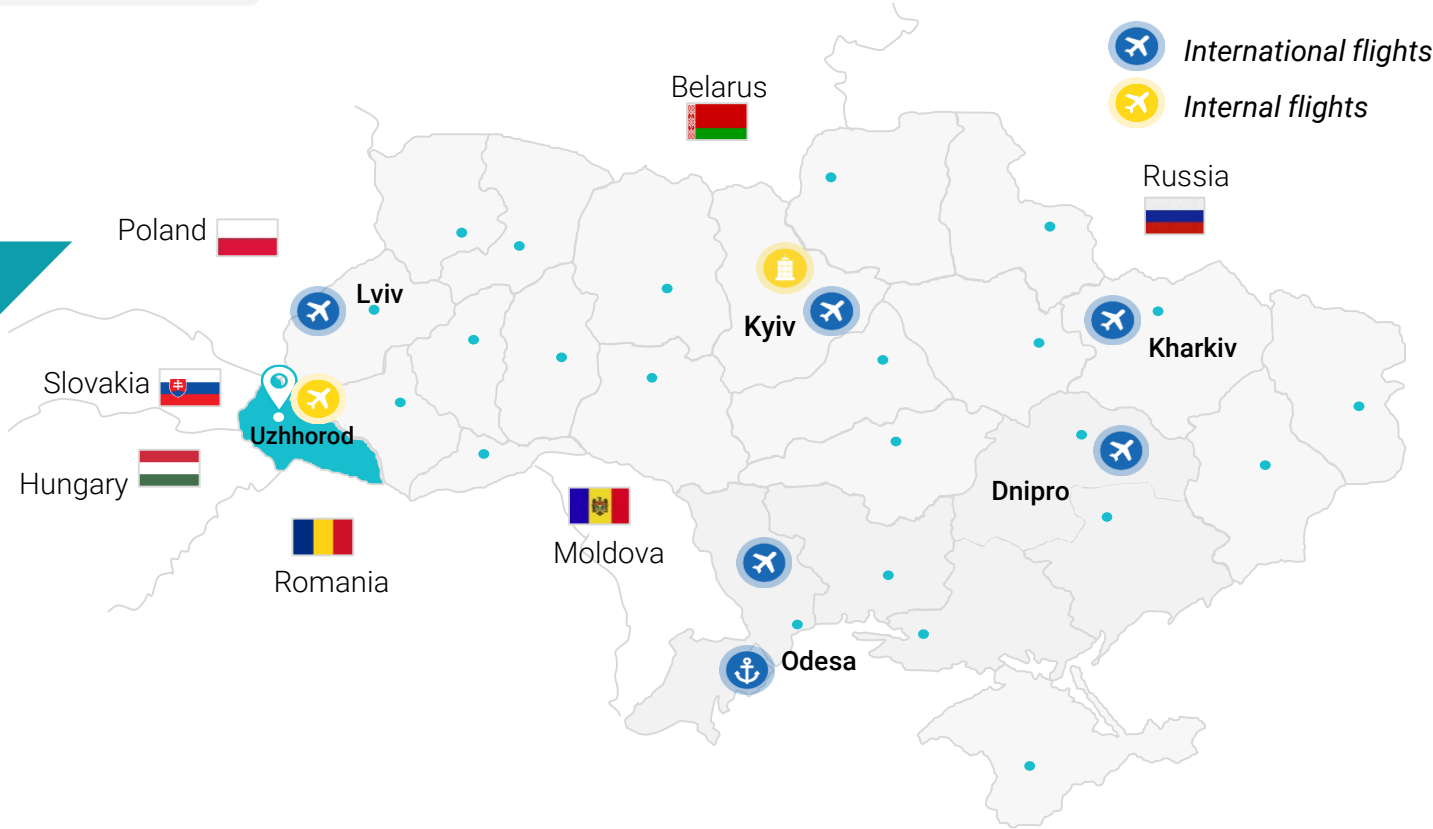 International flights
Internal flights
Belarus
Russia
Poland
Lviv
Kyiv
Kharkiv
Slovakia
Uzhhorod
Hungary
Dnipro
Moldova
Romania
Odesa